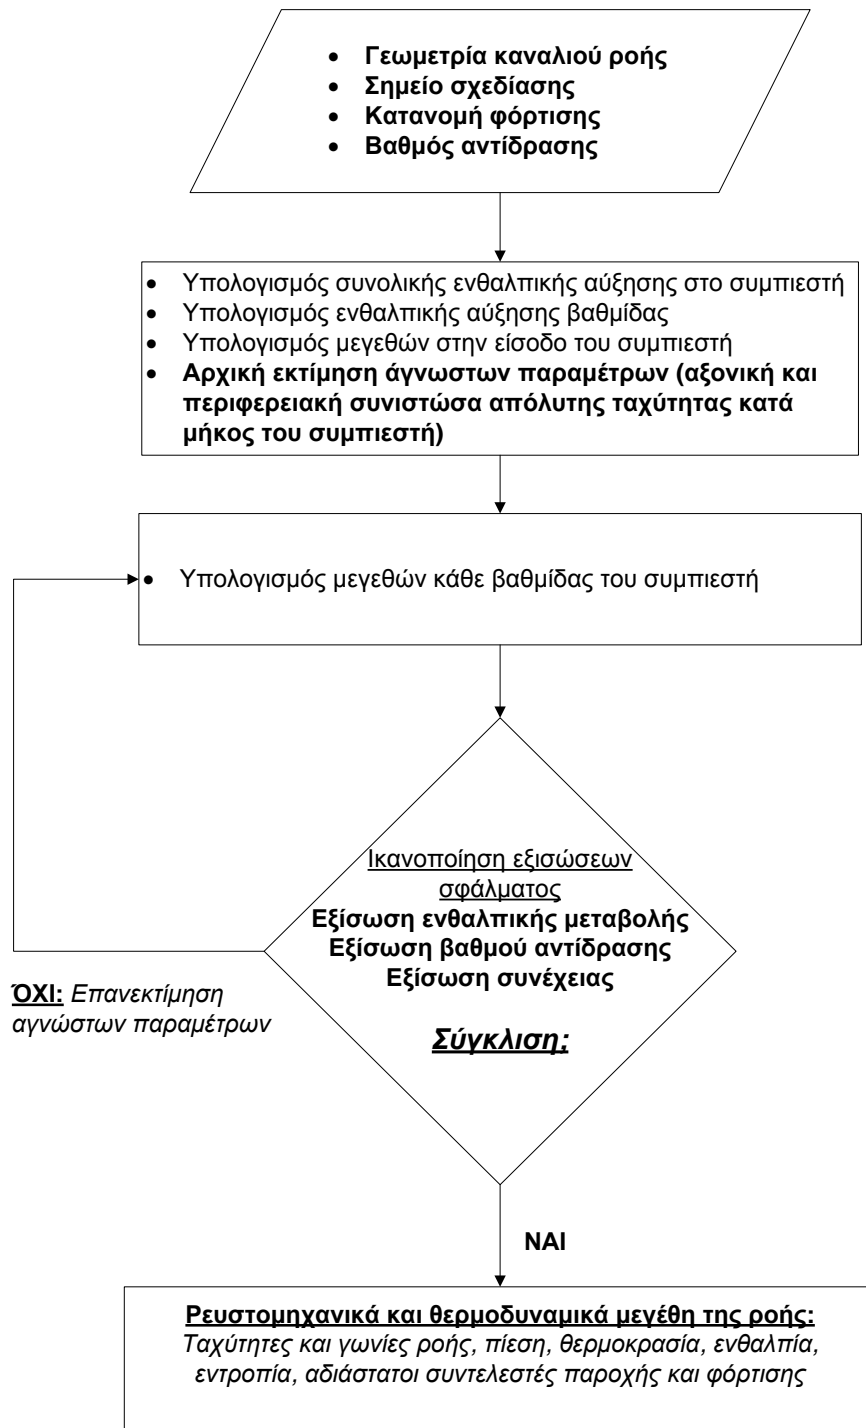 • Γεωμετρία καναλιού ροής
• Σημείο σχεδίασης
• Κατανομή φόρτισης
• Βαθμός αντίδρασης
• Υπολογισμός συνολικής ενθαλπικής αύξησης στο συμπιεστή
• Υπολογισμός ενθαλπικής αύξησης βαθμίδας
• Υπολογισμός μεγεθών στην είσοδο του συμπιεστή
• Αρχική εκτίμηση άγνωστων παραμέτρων (αξονική και
περιφερειακή συνιστώσα απόλυτης ταχύτητας κατά
μήκος του συμπιεστή)
• Υπολογισμός μεγεθών κάθε βαθμίδας του συμπιεστή
Ικανοποίηση εξισώσεων
σφάλματος
Εξίσωση ενθαλπικής μεταβολής
Εξίσωση βαθμού αντίδρασης
Εξίσωση συνέχειας
Σύγκλιση;
ΌΧΙ: Επανεκτίμηση
αγνώστων παραμέτρων
ΝΑΙ
Ρευστομηχανικά και θερμοδυναμικά μεγέθη της ροής:
Ταχύτητες και γωνίες ροής, πίεση, θερμοκρασία, ενθαλπία,
εντροπία, αδιάστατοι συντελεστές παροχής και φόρτισης